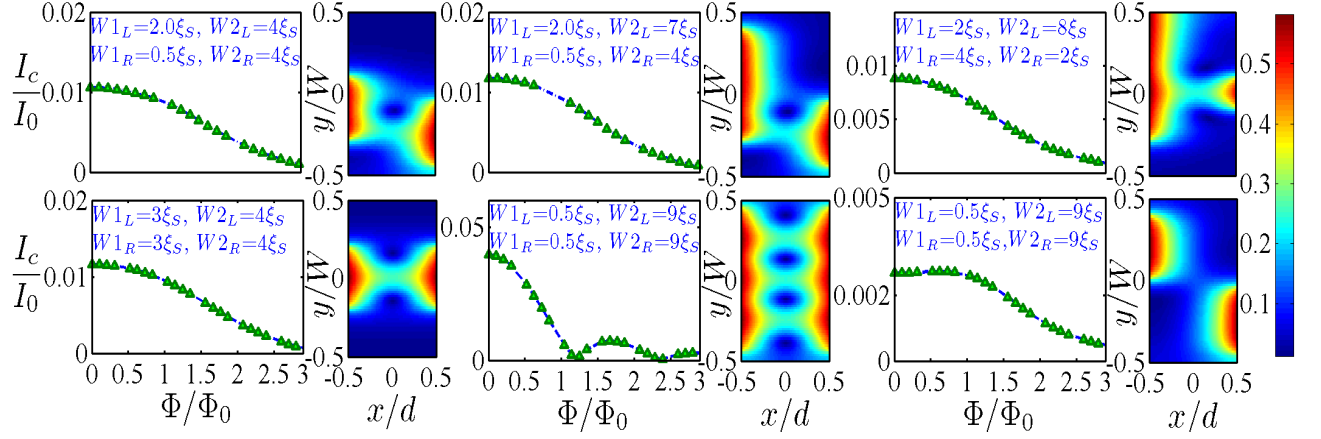 0.02
W1_L=2.0ξ_S, W2_L=4ξ_S
W1_R=0.5ξ_S, W2_R=4ξ_S
I_c/I_0
0.01
0
0.5
y/W
0
-0.5
0.02
W1_L=2.0ξ_S, W2_L=7ξ_S
W1_R=0.5ξ_S, W2_R=4ξ_S
0.01
0
0.5
y/W
0
-0.5
W1_L=2ξ_S, W2_L=8ξ_S
W1_R=4ξ_S, W2_R=2ξ_S
0.01
0.005
0
0.5
y/W
0
-0.5
0.5
0.4
0.3
0.2
0.1
0.02
W1_L=3ξ_S, W2_L=4ξ_S
W1_R=3ξ_S, W2_R=4ξ_S
I_c/I_0
0.01
0
0 0.5 1 1.5 2 2.5 3
Φ/Φ_0
0.5
y/W
0
-0.5
-0.5 0 0.5
x/d
W1_L=0.5ξ_S, W2_L=9ξ_S
W1_R=0.5ξ_S, W2_R=9ξ_S
0.05
0
0 0.5 1 1.5 2 2.5 3
Φ/Φ_0
0.5
y/W
0
-0.5
-0.5 0 0.5
x/d
0.005
W1_L=0.5ξ_S, W2_L=9ξ_S
W1_R=0.5ξ_S,W2_R=9ξ_S
0.002
0
0 0.5 1 1.5 2 2.5 3
Φ/Φ_0
0.5
y/W
0
-0.5
-0.5 0 0.5
x/d